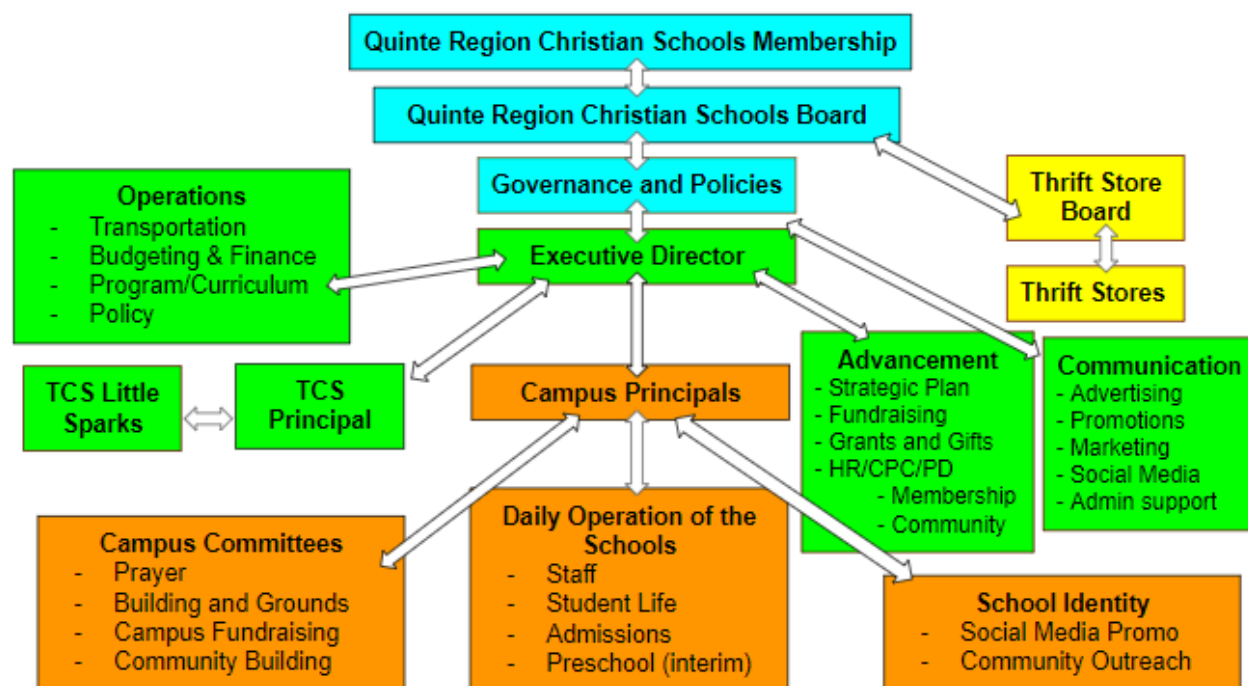 Quinte Region Christian Schools Membership
Quinte Region Christian Schools Board
Governance and Policies
Executive Director
Operations
- Transportation
- Budgeting & Finance
- Program/Curriculum
- Policy
Thrift Store
Board
Thrift Stores
TCS Little
Sparks
TCS
Principal
Campus Principals
Advancement
- Strategic Plan
- Fundraising
- Grants and Gifts
- HR/CPC/PD
- Membership
- Community
Communication
- Advertising
- Promotions
- Marketing
- Social Media
- Admin support
Campus Committees
- Prayer
- Building and Grounds
- Campus Fundraising
- Community Building
Daily Operation of the
Schools
- Staff
- Student Life
- Admissions
- Preschool (interim)
School Identity
- Social Media Promo
- Community Outreach